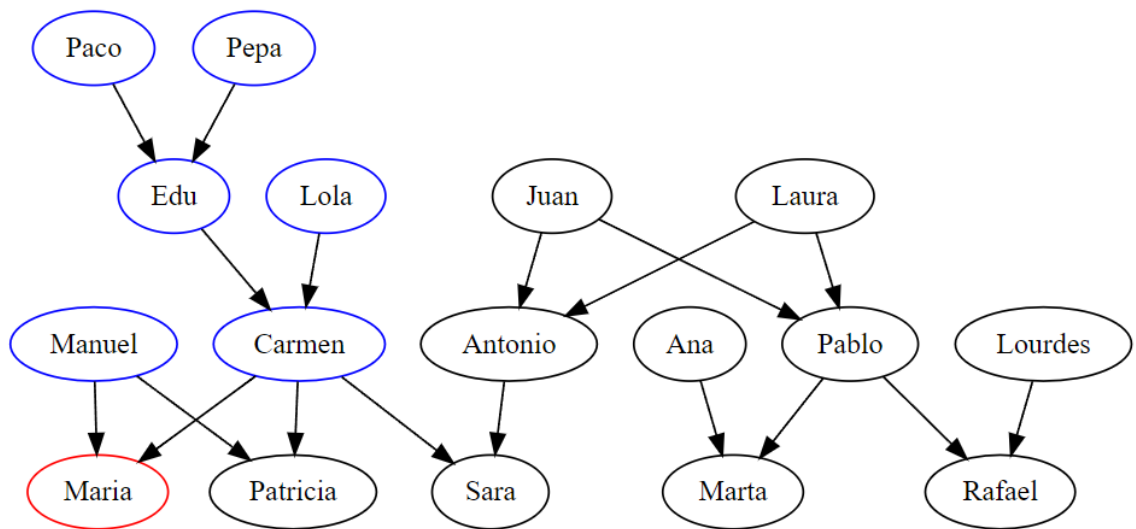 Paco
Pepa
Edu
Lola
Juan
Laura
Manuel
Carmen
Antonio
Ana
Pablo
Lourdes
Maria
Patricia
Sara
Marta
Rafael